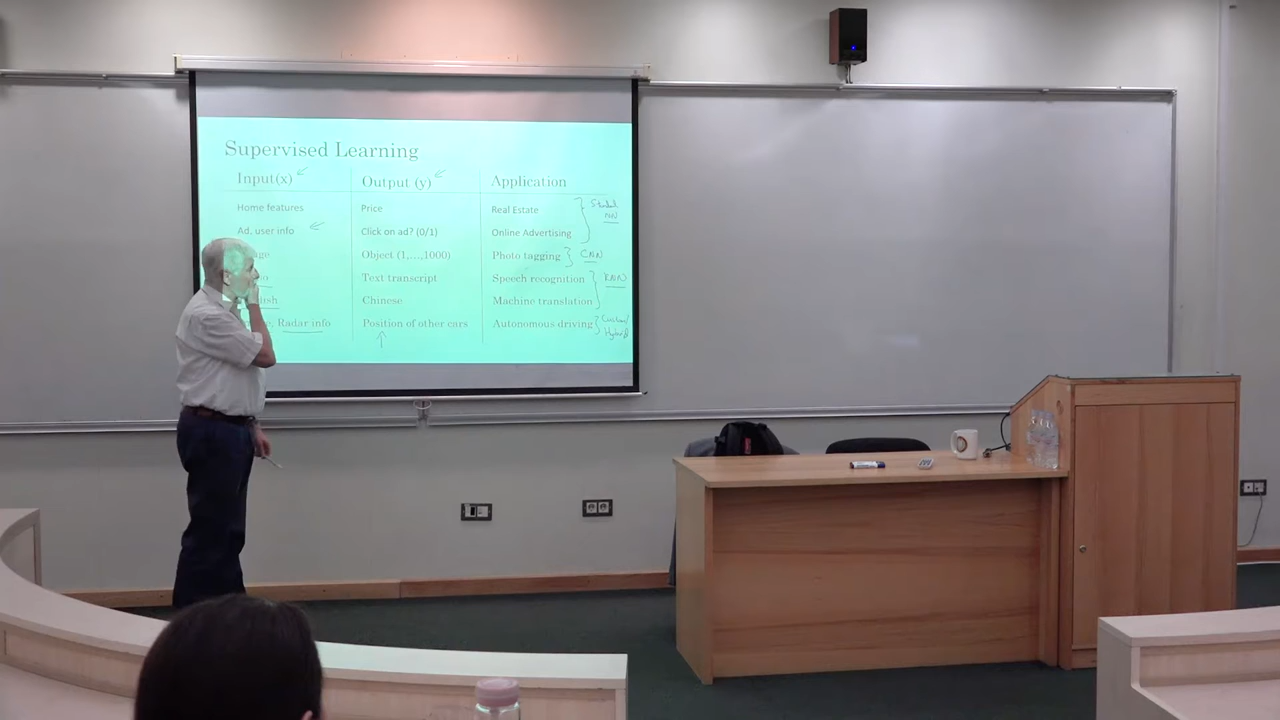 Supervised Learning
Input(x) Output (y) Application
Home features Price Real Estate
Ad, user info Click on ad? (0/1) Online Advertising
Object (1,...,1000) Photo tagging CNN
Text transcript Speech recognition RNN
Chinese Machine translation
Radar info Position of other cars Autonomous driving